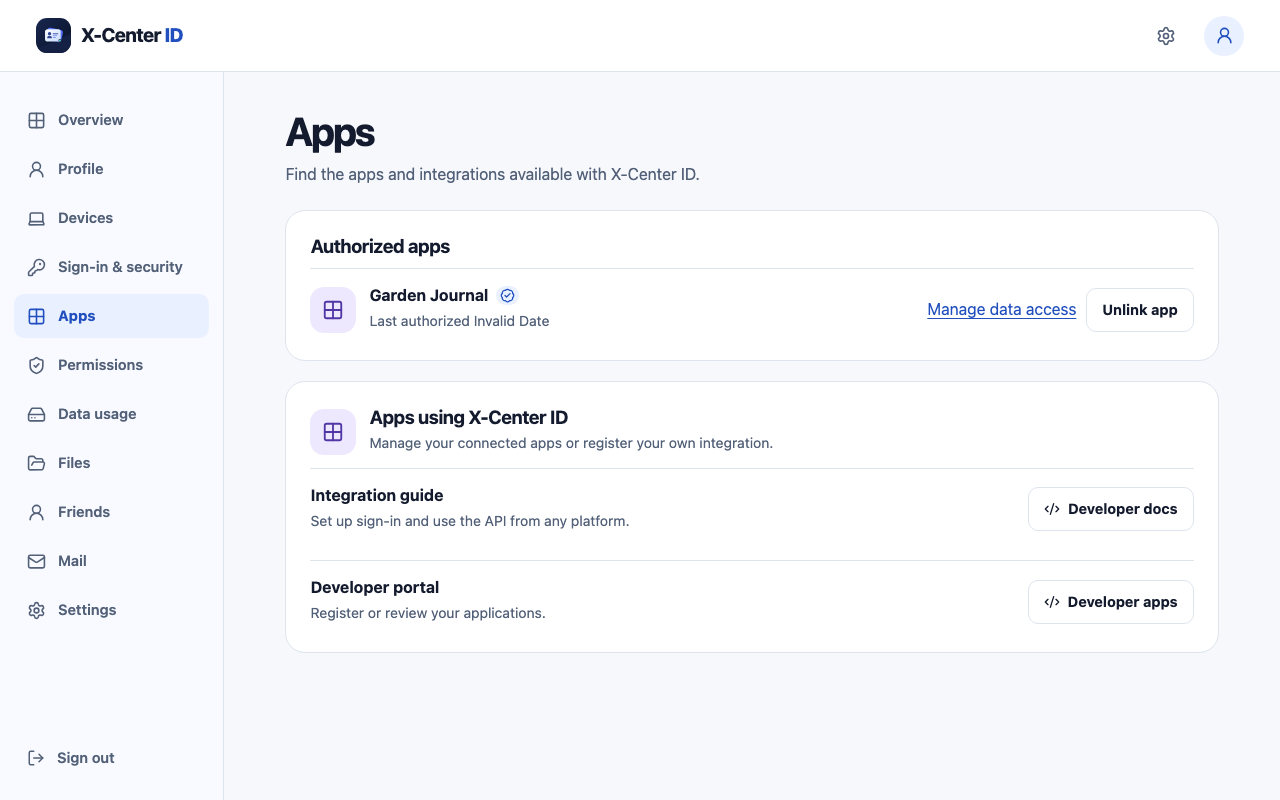 X-Center ID
Overview
Profile
Devices
Sign-in & security
Apps
Permissions
Data usage
Files
Friends
Mail
Settings
Sign out
Apps
Find the apps and integrations available with X-Center ID.
Authorized apps
Garden Journal
Last authorized Invalid Date
Manage data access
Unlink app
Apps using X-Center ID
Manage your connected apps or register your own integration.
Integration guide
Set up sign-in and use the API from any platform.
Developer docs
Developer portal
Register or review your applications.
Developer apps